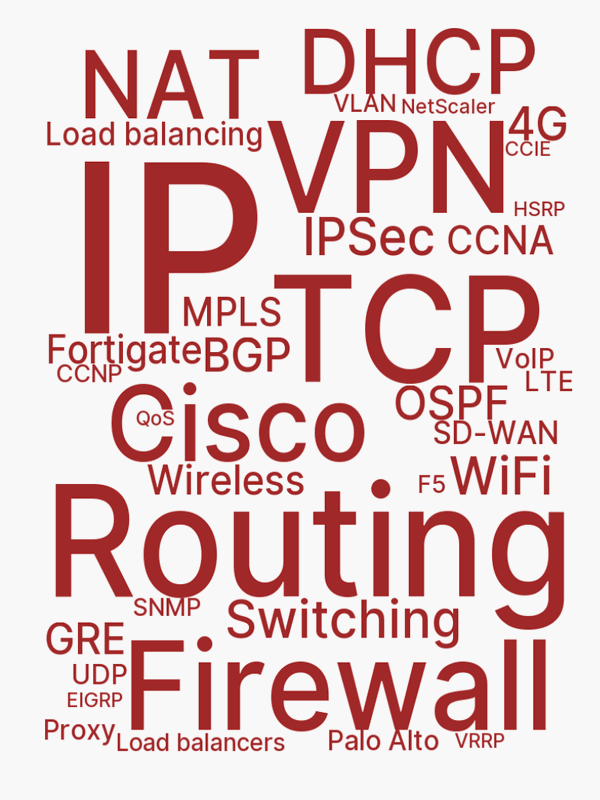 DHCP
NAT
VLAN
NetScaler
4G
Load balancing
VPN
CCIE
IP
HSRP
IPSec
CCNA
TCP
MPLS
Fortigate
BGP
VoIP
CCNP
LTE
Cisco
OSPF
QoS
SD-WAN
Wireless
F5
WiFi
Routing
SNMP
Switching
GRE
Firewall
UDP
EIGRP
Proxy
Load balancers
Palo Alto
VRRP